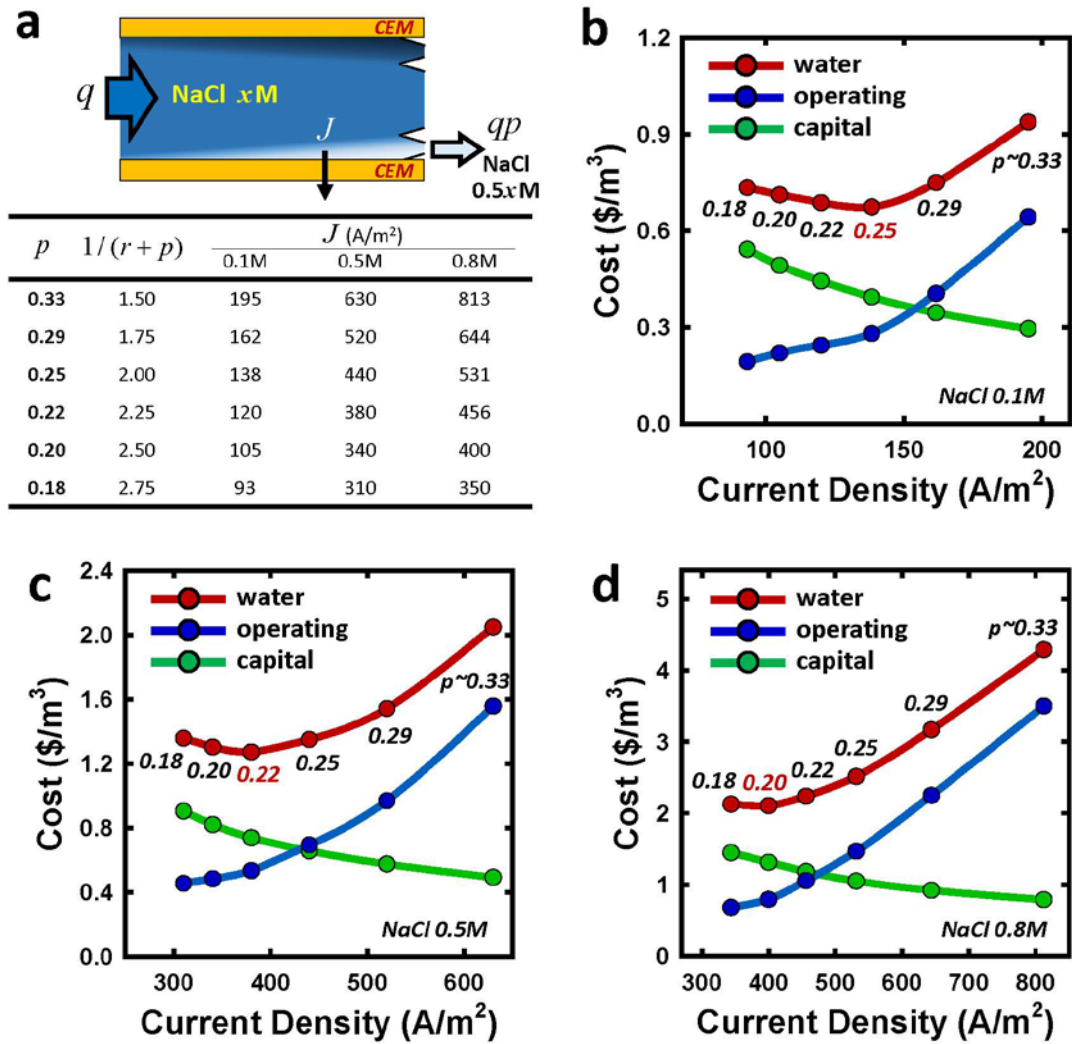 a
CEM
q
NaCl xM
J
qp
NaCl
0.5xM
CEM
p 1/(r + p) J (A/m²)
0.1M 0.5M 0.8M
0.33 1.50 195 630 813
0.29 1.75 162 520 644
0.25 2.00 138 440 531
0.22 2.25 120 380 456
0.20 2.50 105 340 400
0.18 2.75 93 310 350
b
1.2
0.9
0.6
0.3
0.0
Cost ($/m³)
water
operating
capital
p~0.33
0.18
0.20
0.22
0.25
0.29
NaCl 0.1M
100 150 200
Current Density (A/m²)
c
2.4
2.0
1.6
1.2
0.8
0.4
0.0
Cost ($/m³)
water
operating
capital
p~0.33
0.18
0.20
0.22
0.25
0.29
NaCl 0.5M
300 400 500 600
Current Density (A/m²)
d
5
4
3
2
1
0
Cost ($/m³)
water
operating
capital
p~0.33
0.29
0.25
0.22
0.20
0.18
NaCl 0.8M
300 400 500 600 700 800
Current Density (A/m²)